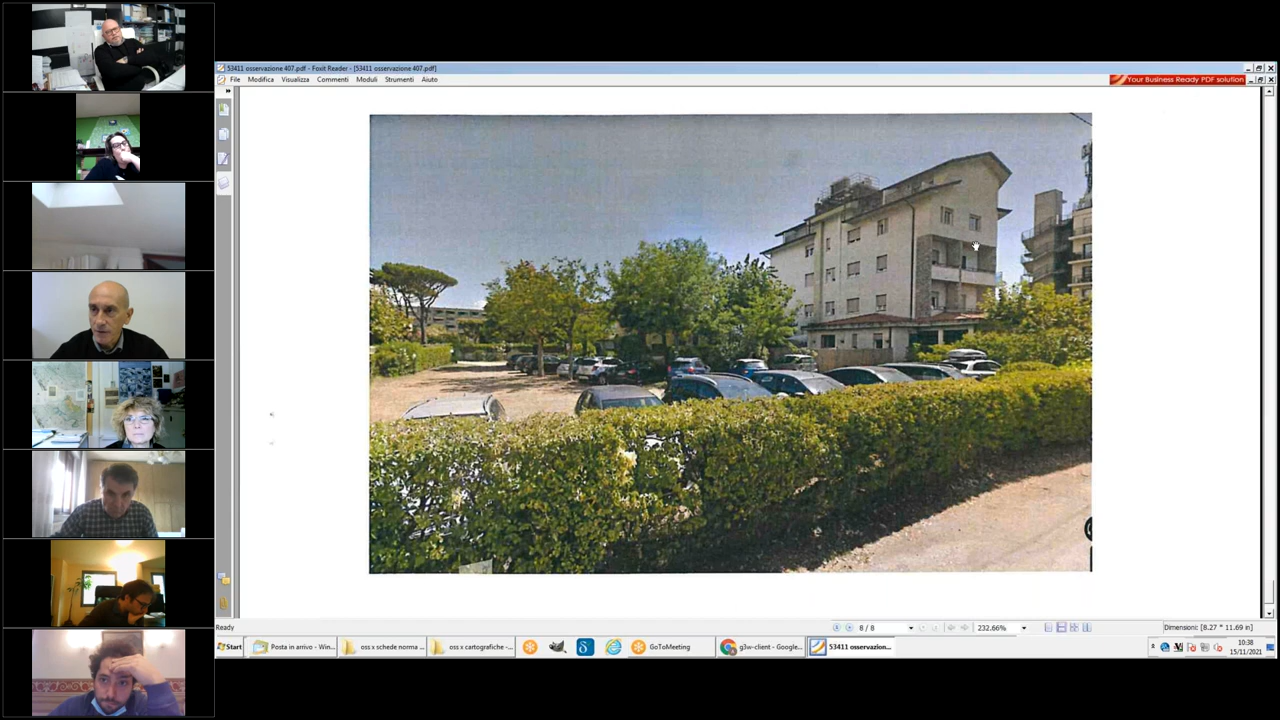 53411 osservazione 407.pdf - Foxit Reader - [53411 osservazione 407.pdf]
File Modifica Visualizza Commenti Moduli Strumenti Aiuto
Your Business Ready PDF solution
Ready
8 / 8
232.66%
Dimensioni: [8.27 * 11.69 in]
Start
Posta in arrivo - Win...
oss x schede norma ...
oss x cartografiche -...
GoToMeeting
g3w-client - Google...
53411 osservazion...
10:38
15/11/2021